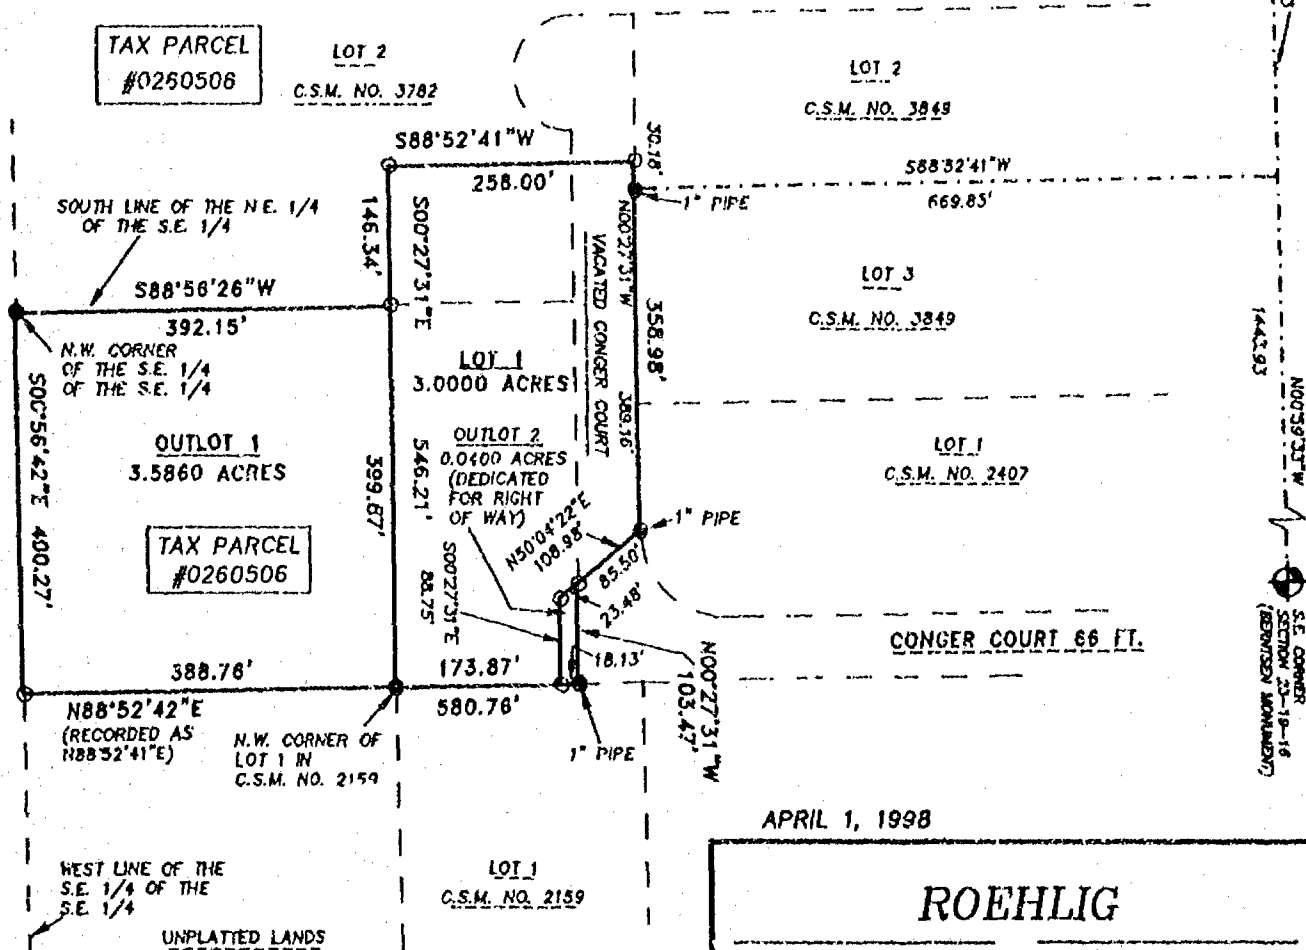 TAX PARCEL
#0260506
LOT 2
C.S.M. NO. 3782
LOT 2
C.S.M. NO. 3849
S88°52'41"W
258.00'
30.18'
S88°52'41"W
669.85'
1" PIPE
SOUTH LINE OF THE N.E. 1/4
OF THE S.E. 1/4
146.34'
S00°27'31"E
N00°27'31"W
VACATED CONGER COURT
358.98'
389.16'
LOT 3
C.S.M. NO. 3849
1443.93
N00°39'33"W
S88°56'26"W
392.15'
N.W. CORNER
OF THE S.E. 1/4
OF THE S.E. 1/4
S00°56'42"E 400.27'
LOT 1
3.0000 ACRES
OUTLOT 1
3.5860 ACRES
399.87'
546.21'
OUTLOT 2
0.0400 ACRES
(DEDICATED
FOR RIGHT
OF WAY)
LOT 1
C.S.M. NO. 2407
TAX PARCEL
#0260506
1" PIPE
N50°04'22"E
108.98'
85.50'
23.48'
S00°27'31"E
88.75'
18.13'
N00°27'31"W
103.47'
CONGER COURT 66 FT.
S.E. CORNER
SECTION 23-18-16
(BERNTSEN MONUMENT)
388.76'
173.87'
N88°52'42"E
580.76'
(RECORDED AS
N88°52'41"E)
N.W. CORNER OF
LOT 1 IN
C.S.M. NO. 2159
1" PIPE
APRIL 1, 1998
WEST LINE OF THE
S.E. 1/4 OF THE
S.E. 1/4
LOT 1
C.S.M. NO. 2159
ROEHLIG
UNPLATTED LANDS